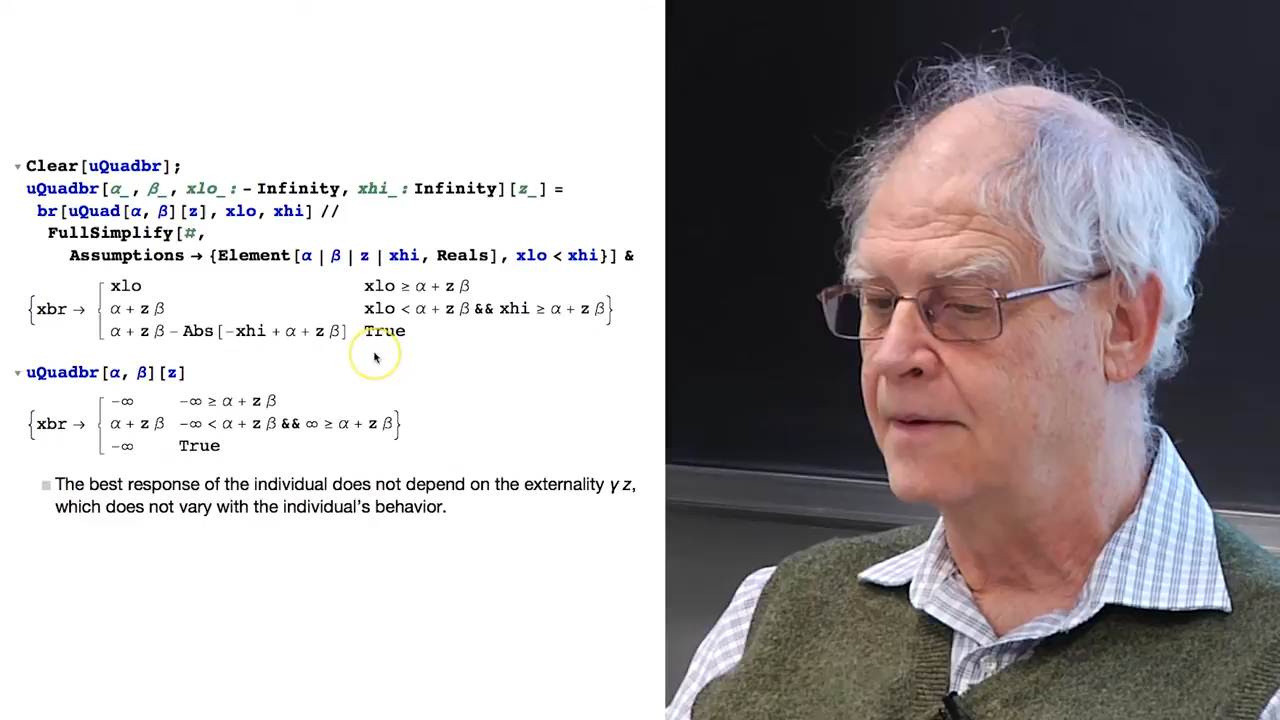 Clear[uQuadbr];
uQuadbr[α_, β_, xlo_: - Infinity, xhi_: Infinity][z_] =
br[uQuad[α, β][z], xlo, xhi] //
FullSimplify[#,
Assumptions → {Element[α | β | z | xhi, Reals], xlo < xhi}] &
xlo xlo ≥ α + z β
{xbr → α + z β xlo < α + z β && xhi ≥ α + z β}
α + z β - Abs[-xhi + α + z β] True
uQuadbr[α, β][z]
-∞ -∞ ≥ α + z β
{xbr → α + z β -∞ < α + z β && ∞ ≥ α + z β}
-∞ True
The best response of the individual does not depend on the externality γ z,
which does not vary with the individual's behavior.